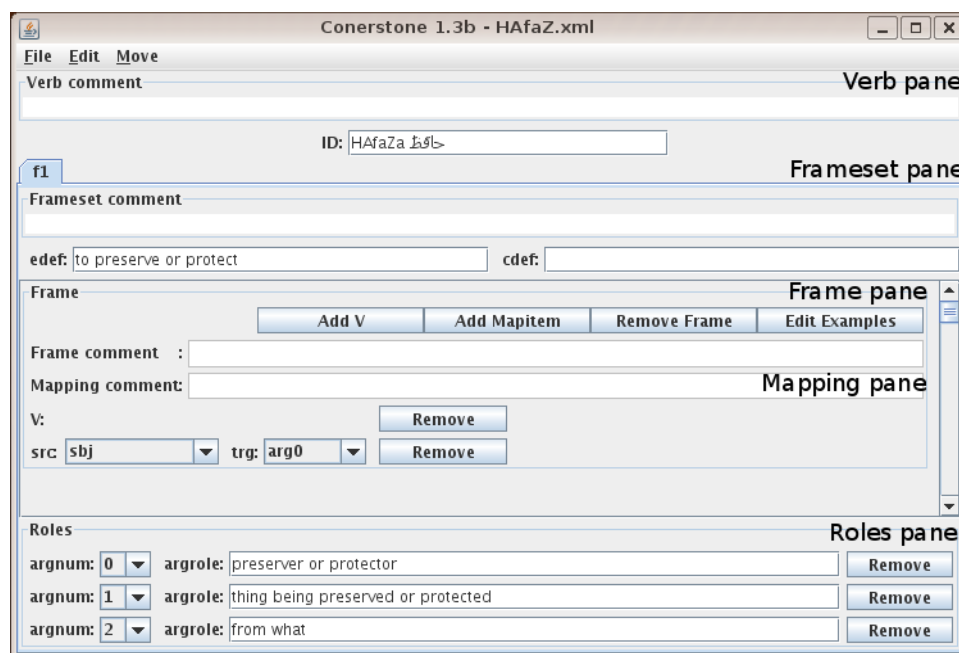 Conerstone 1.3b - HAfaZ.xml
File Edit Move
Verb comment Verb pane
ID: HAfaZa حافظ
f1 Frameset pane
Frameset comment
edef: to preserve or protect cdef:
Frame Frame pane
Add V Add Mapitem Remove Frame Edit Examples
Frame comment :
Mapping comment: Mapping pane
V: Remove
src: sbj trg: arg0 Remove
Roles Roles pane
argnum: 0 argrole: preserver or protector Remove
argnum: 1 argrole: thing being preserved or protected Remove
argnum: 2 argrole: from what Remove